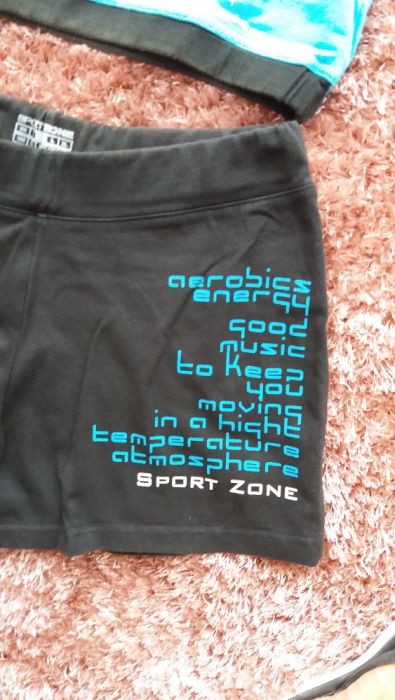 aerobics
energy
good
music
to keep
you
moving
in a hight
temperature
atmosphere
SPORT ZONE